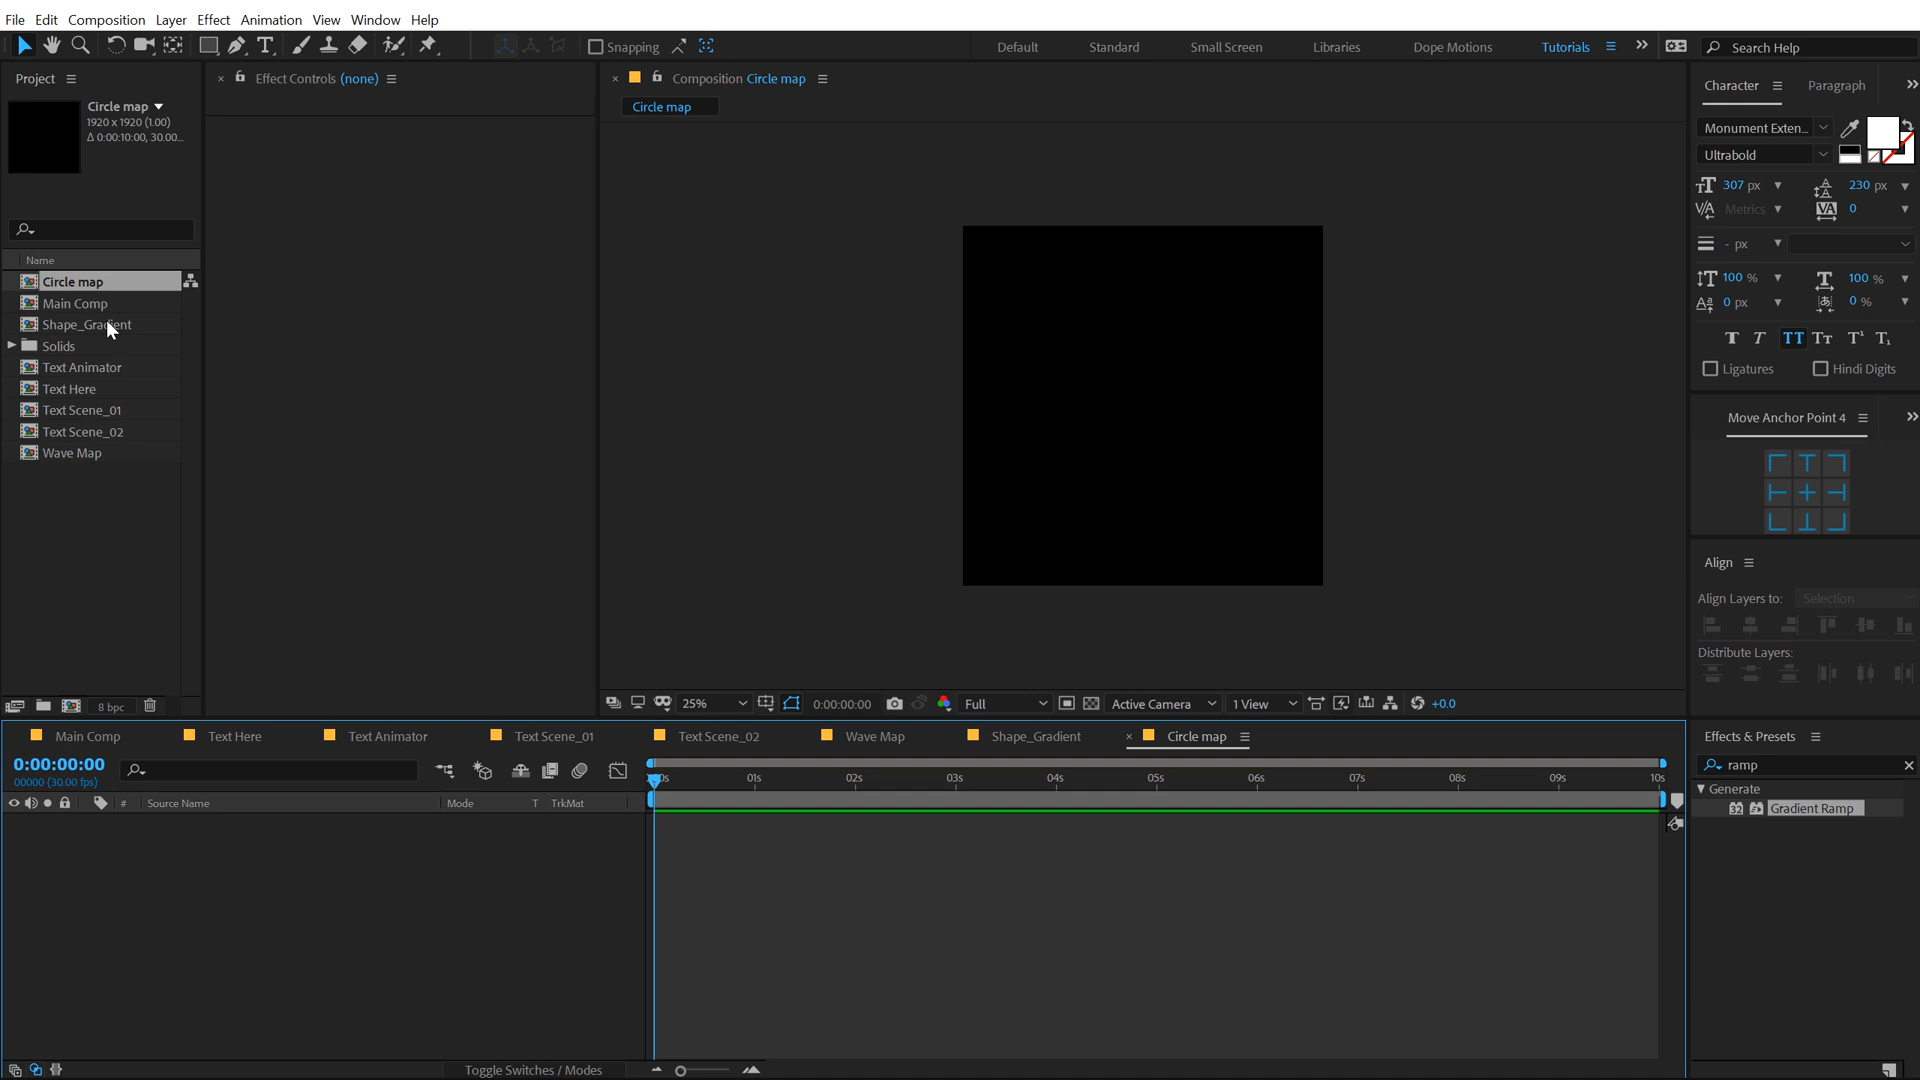 File Edit Composition Layer Effect Animation View Window Help
Snapping Default Standard Small Screen Libraries Dope Motions Tutorials Search Help
Project Effect Controls (none) Composition Circle map Character Paragraph
Circle map
1920 x 1920 (1.00)
Δ 0:00:10:00, 30.00...
Circle map
Monument Exten...
Ultrabold
307 px 230 px
Metrics 0
- px
100 % 100 %
0 px 0 %
Ligatures Hindi Digits
Name
Circle map
Main Comp
Shape_Gradient
Solids
Text Animator
Text Here
Text Scene_01
Text Scene_02
Wave Map
Move Anchor Point 4
Align
Align Layers to: Selection
Distribute Layers:
8 bpc 25% 0:00:00:00 Full Active Camera 1 View +0.0
Main Comp Text Here Text Animator Text Scene_01 Text Scene_02 Wave Map Shape_Gradient Circle map
Effects & Presets
ramp
Generate
32 Gradient Ramp
0:00:00:00
00000 (30.00 fps)
01s 02s 03s 04s 05s 06s 07s 08s 09s 10s
# Source Name Mode T TrkMat
Toggle Switches / Modes